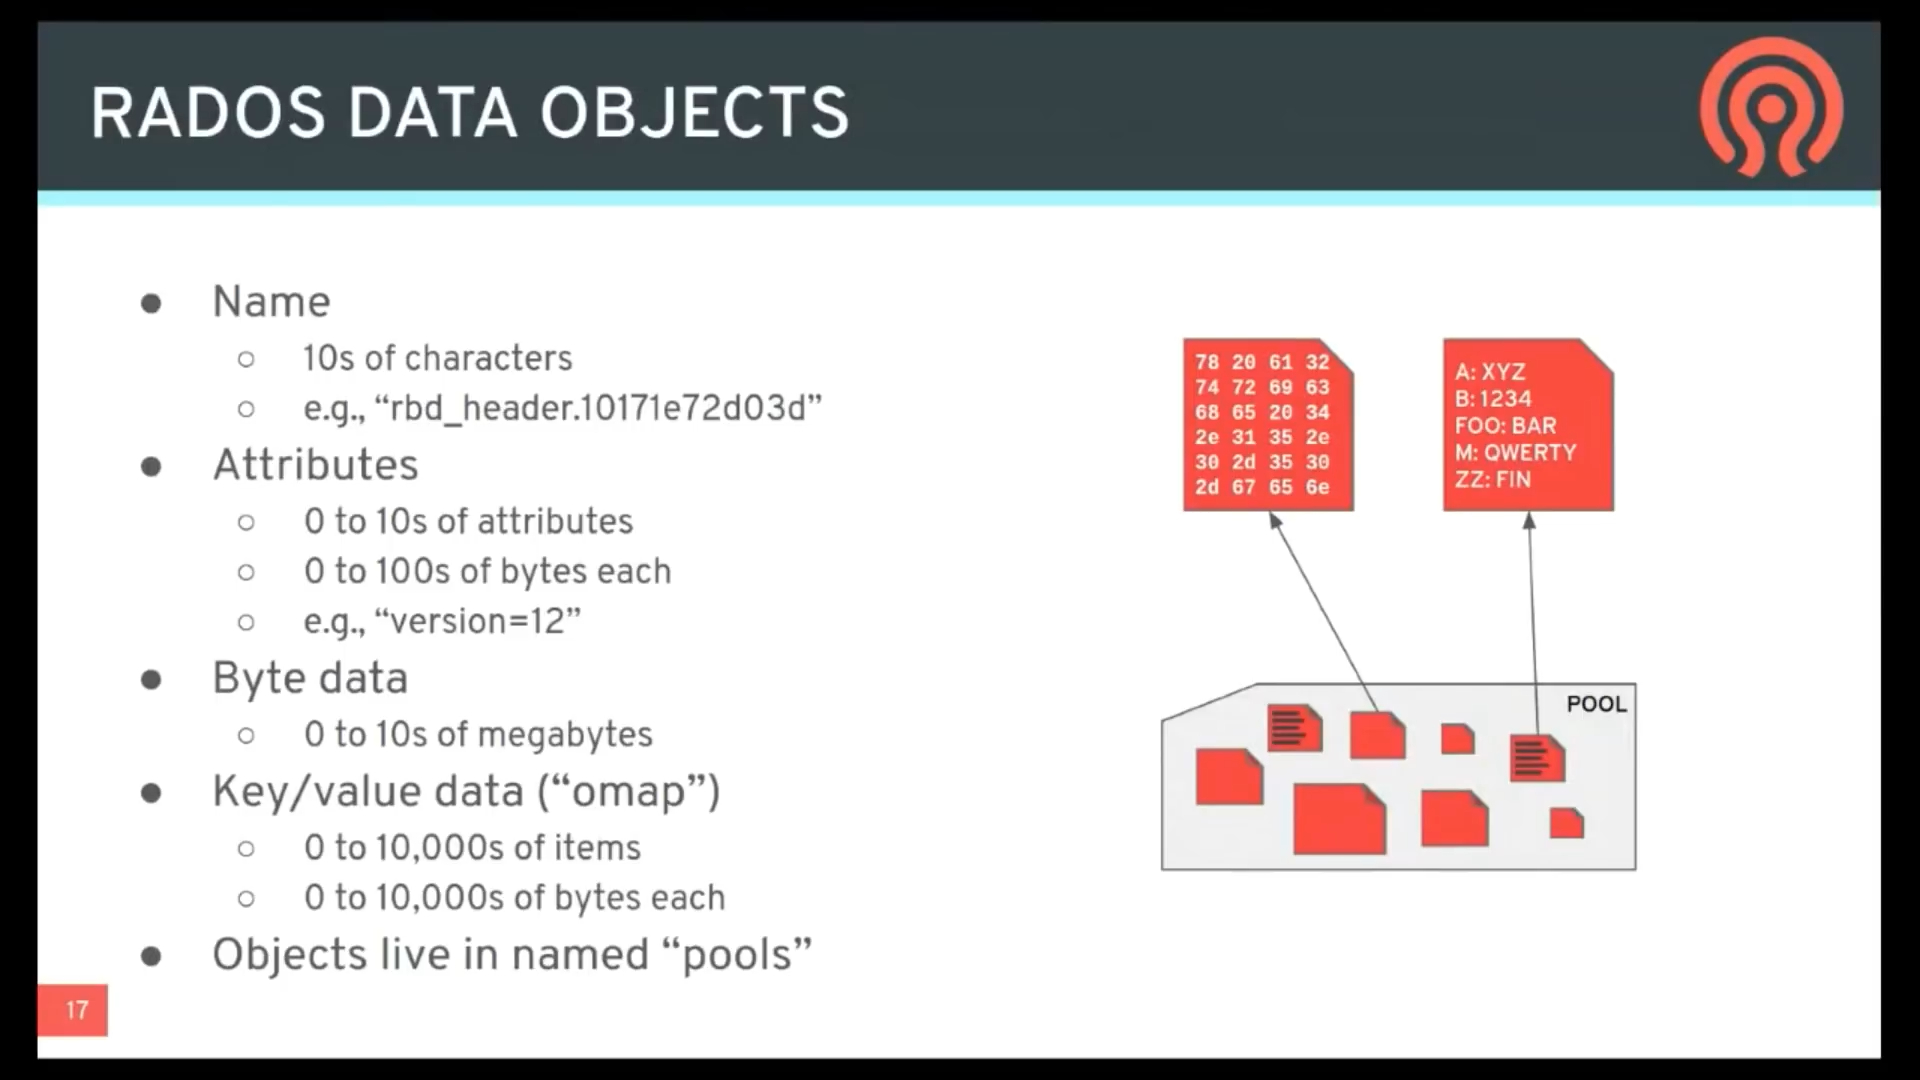 RADOS DATA OBJECTS
● Name
○ 10s of characters
○ e.g., “rbd_header.10171e72d03d”
● Attributes
○ 0 to 10s of attributes
○ 0 to 100s of bytes each
○ e.g., “version=12”
● Byte data
○ 0 to 10s of megabytes
● Key/value data (“omap”)
○ 0 to 10,000s of items
○ 0 to 10,000s of bytes each
● Objects live in named “pools”
78 20 61 32
74 72 69 63
68 65 20 34
2e 31 35 2e
30 2d 35 30
2d 67 65 6e
A: XYZ
B: 1234
FOO: BAR
M: QWERTY
ZZ: FIN
POOL
17